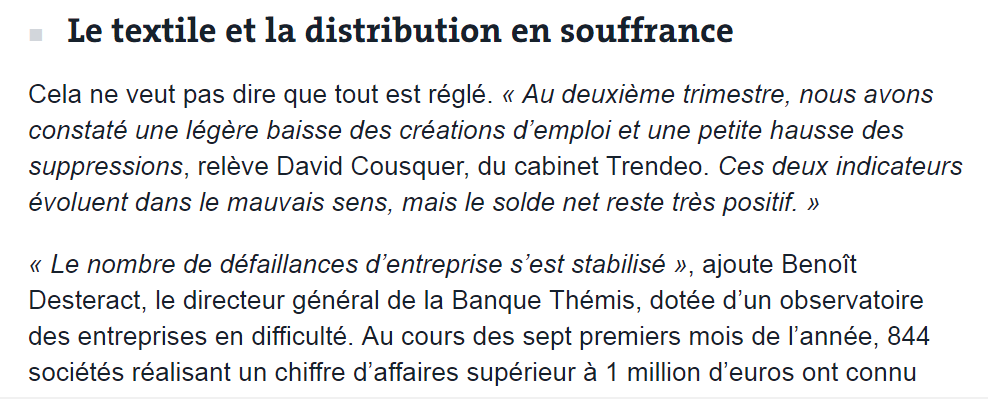 Le textile et la distribution en souffrance
Cela ne veut pas dire que tout est réglé. « Au deuxième trimestre, nous avons
constaté une légère baisse des créations d’emploi et une petite hausse des
suppressions, relève David Cousquer, du cabinet Trendeo. Ces deux indicateurs
évoluent dans le mauvais sens, mais le solde net reste très positif. »
« Le nombre de défaillances d’entreprise s’est stabilisé », ajoute Benoît
Desteract, le directeur général de la Banque Thémis, dotée d’un observatoire
des entreprises en difficulté. Au cours des sept premiers mois de l’année, 844
sociétés réalisant un chiffre d’affaires supérieur à 1 million d’euros ont connu